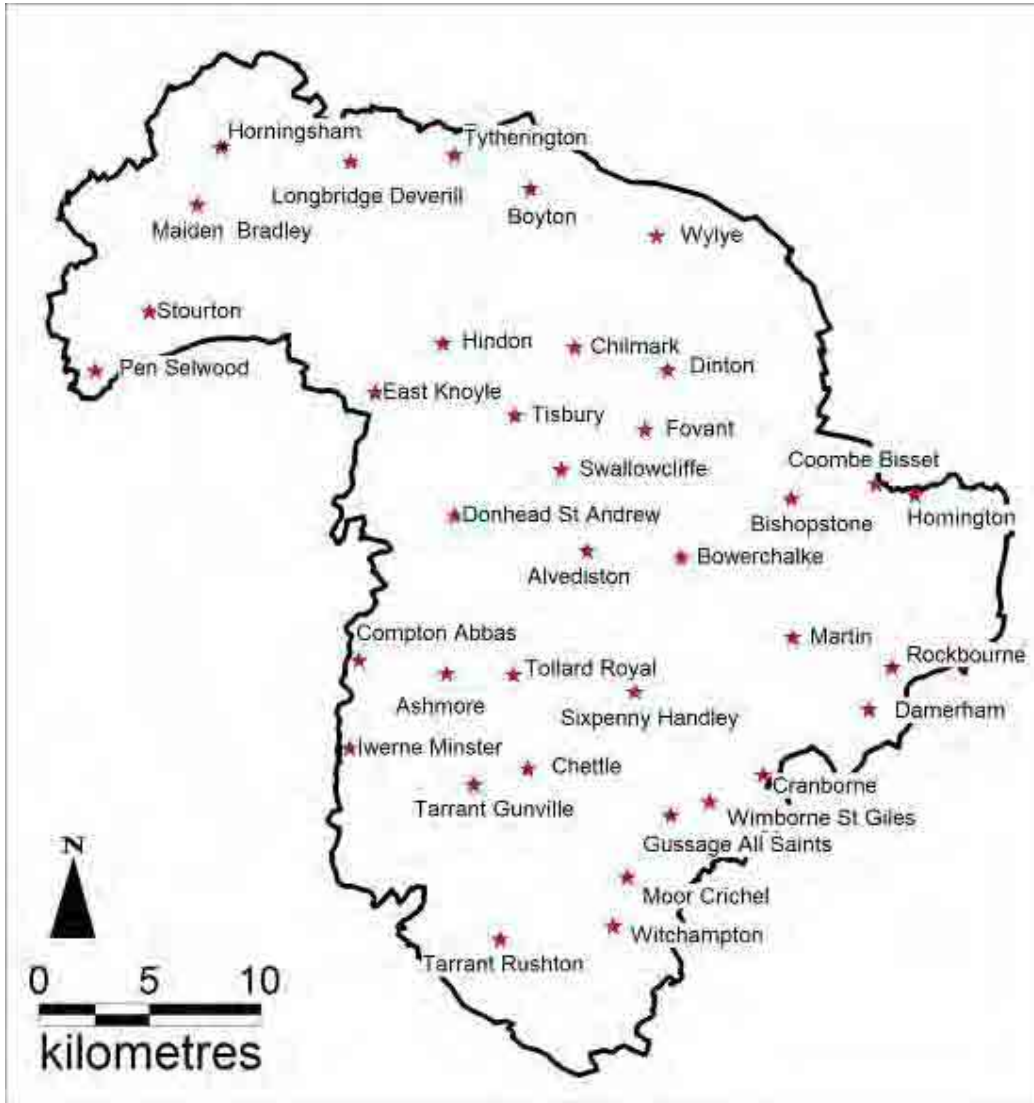 Horningsham
Tytherington
Longbridge Deverill
Boyton
Maiden Bradley
Wylye
Stourton
Hindon
Chilmark
Pen Selwood
Dinton
East Knoyle
Tisbury
Fovant
Coombe Bisset
Swallowcliffe
Donhead St Andrew
Bishopstone
Homington
Bowerchalke
Alvediston
Compton Abbas
Martin
Rockbourne
Tollard Royal
Ashmore
Sixpenny Handley
Damerham
Iwerne Minster
Chettle
Cranborne
Tarrant Gunville
Wimborne St Giles
Gussage All Saints
N
Moor Crichel
Witchampton
Tarrant Rushton
0 5 10
kilometres